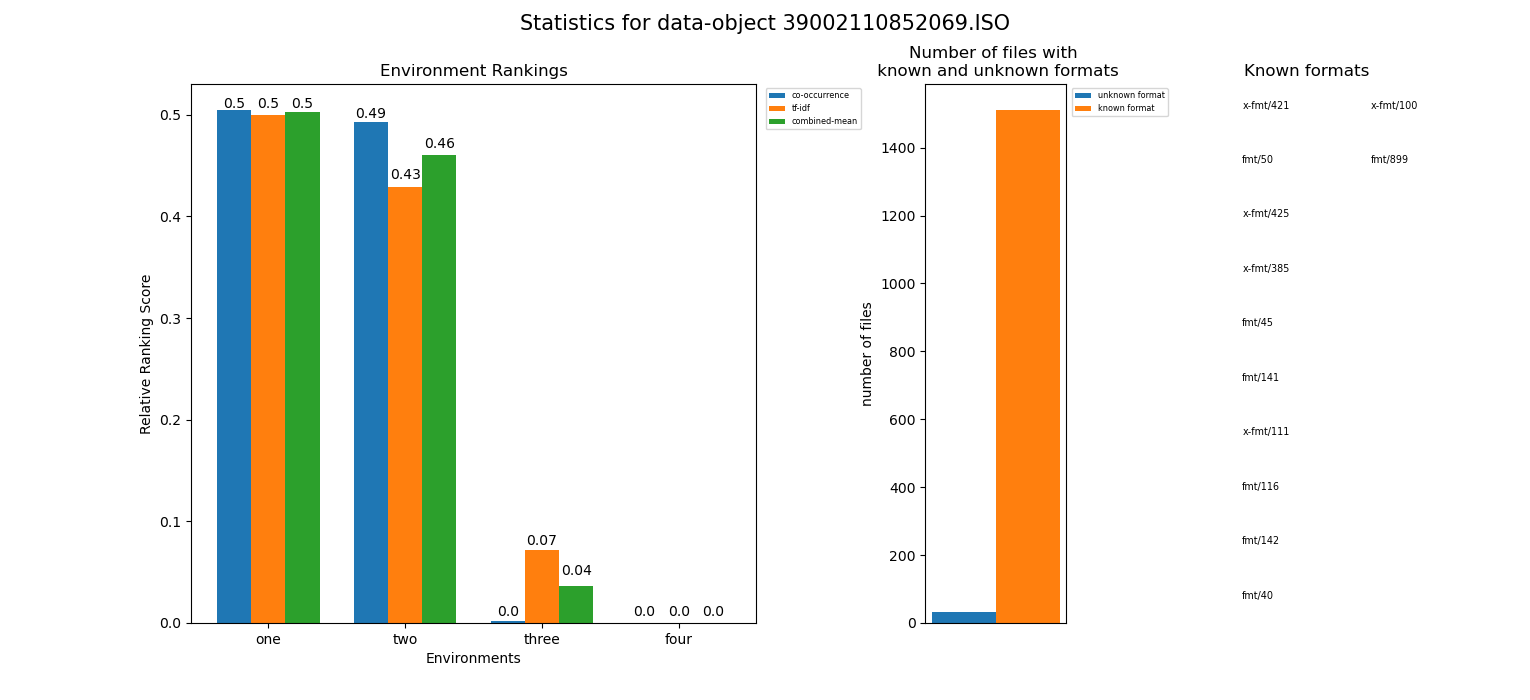 Statistics for data-object 39002110852069.ISO
Environment Rankings
0.5
0.4
0.3
0.2
0.1
0.0
Relative Ranking Score
0.5 0.5 0.5
0.49 0.43 0.46
0.0 0.07 0.04
0.0 0.0 0.0
one two three four
Environments
co-occurrence
tf-idf
combined-mean
Number of files with
known and unknown formats
1400
1200
1000
800
600
400
200
0
number of files
unknown format
known format
Known formats
x-fmt/421 x-fmt/100
fmt/50 fmt/899
x-fmt/425
x-fmt/385
fmt/45
fmt/141
x-fmt/111
fmt/116
fmt/142
fmt/40